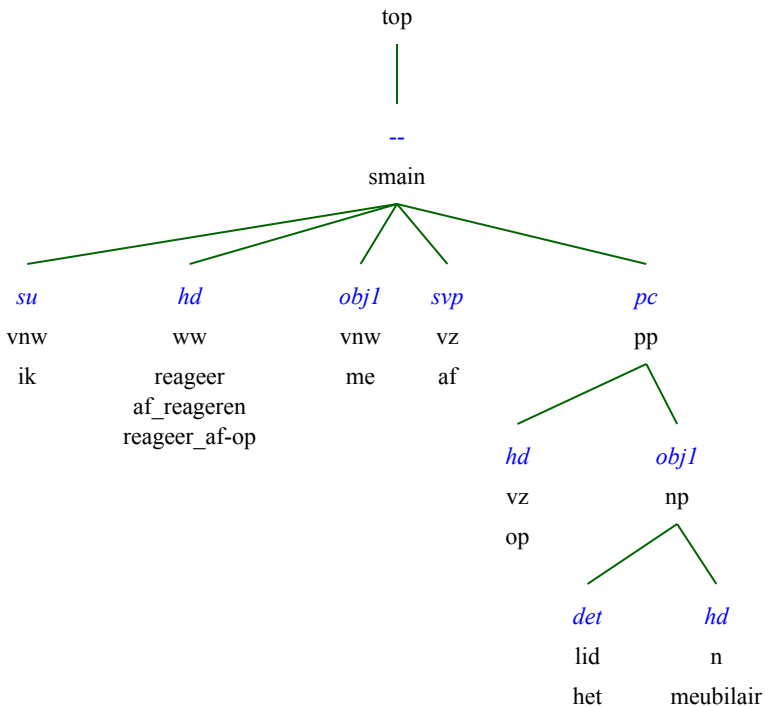 top
--
smain
su hd obj1 svp pc
vnw ww vnw vz pp
ik reageer me af
af_reageren
reageer_af-op
hd obj1
vz np
op
det hd
lid n
het meubilair